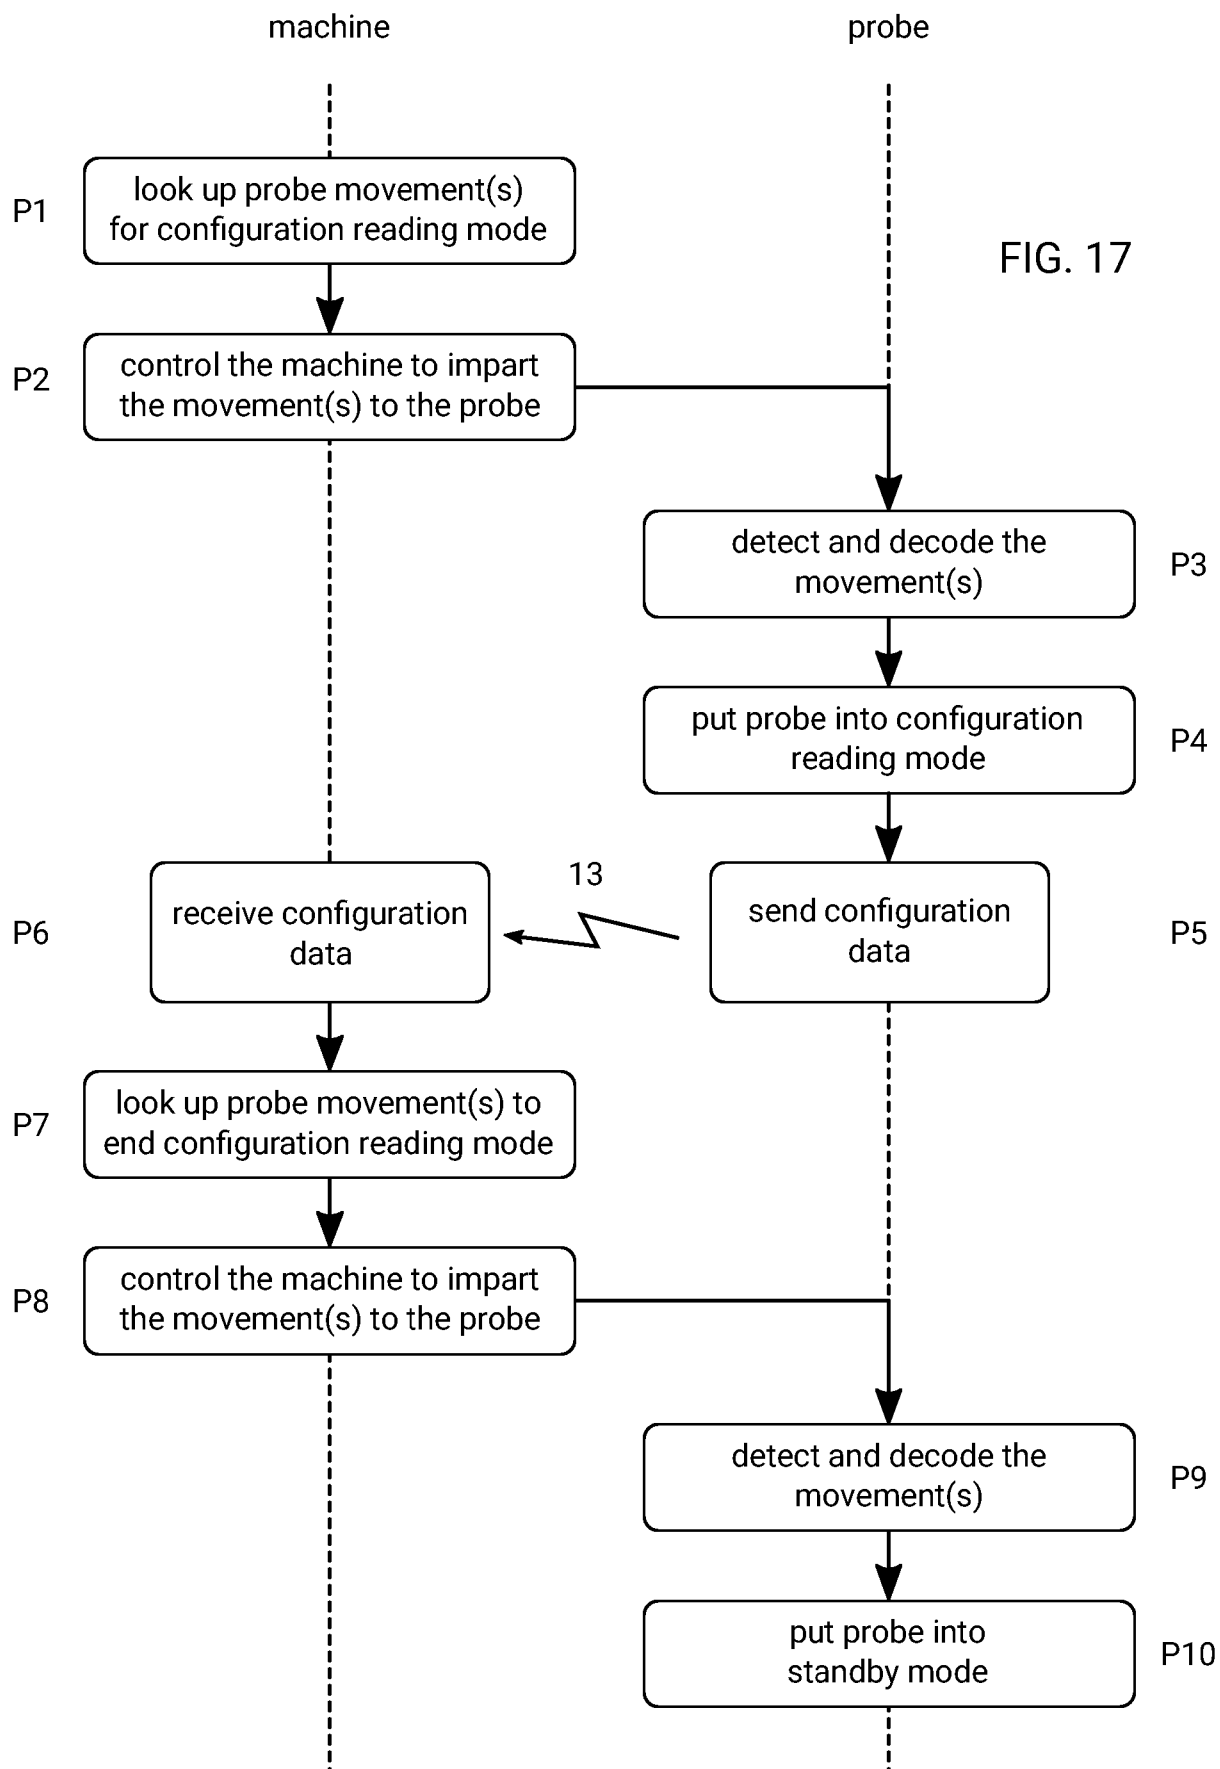 machine
probe
look up probe movement(s)
for configuration reading mode
P1
FIG. 17
control the machine to impart
the movement(s) to the probe
P2
detect and decode the
movement(s)
P3
put probe into configuration
reading mode
P4
13
receive configuration
data
P6
send configuration
data
P5
look up probe movement(s) to
end configuration reading mode
P7
control the machine to impart
the movement(s) to the probe
P8
detect and decode the
movement(s)
P9
put probe into
standby mode
P10